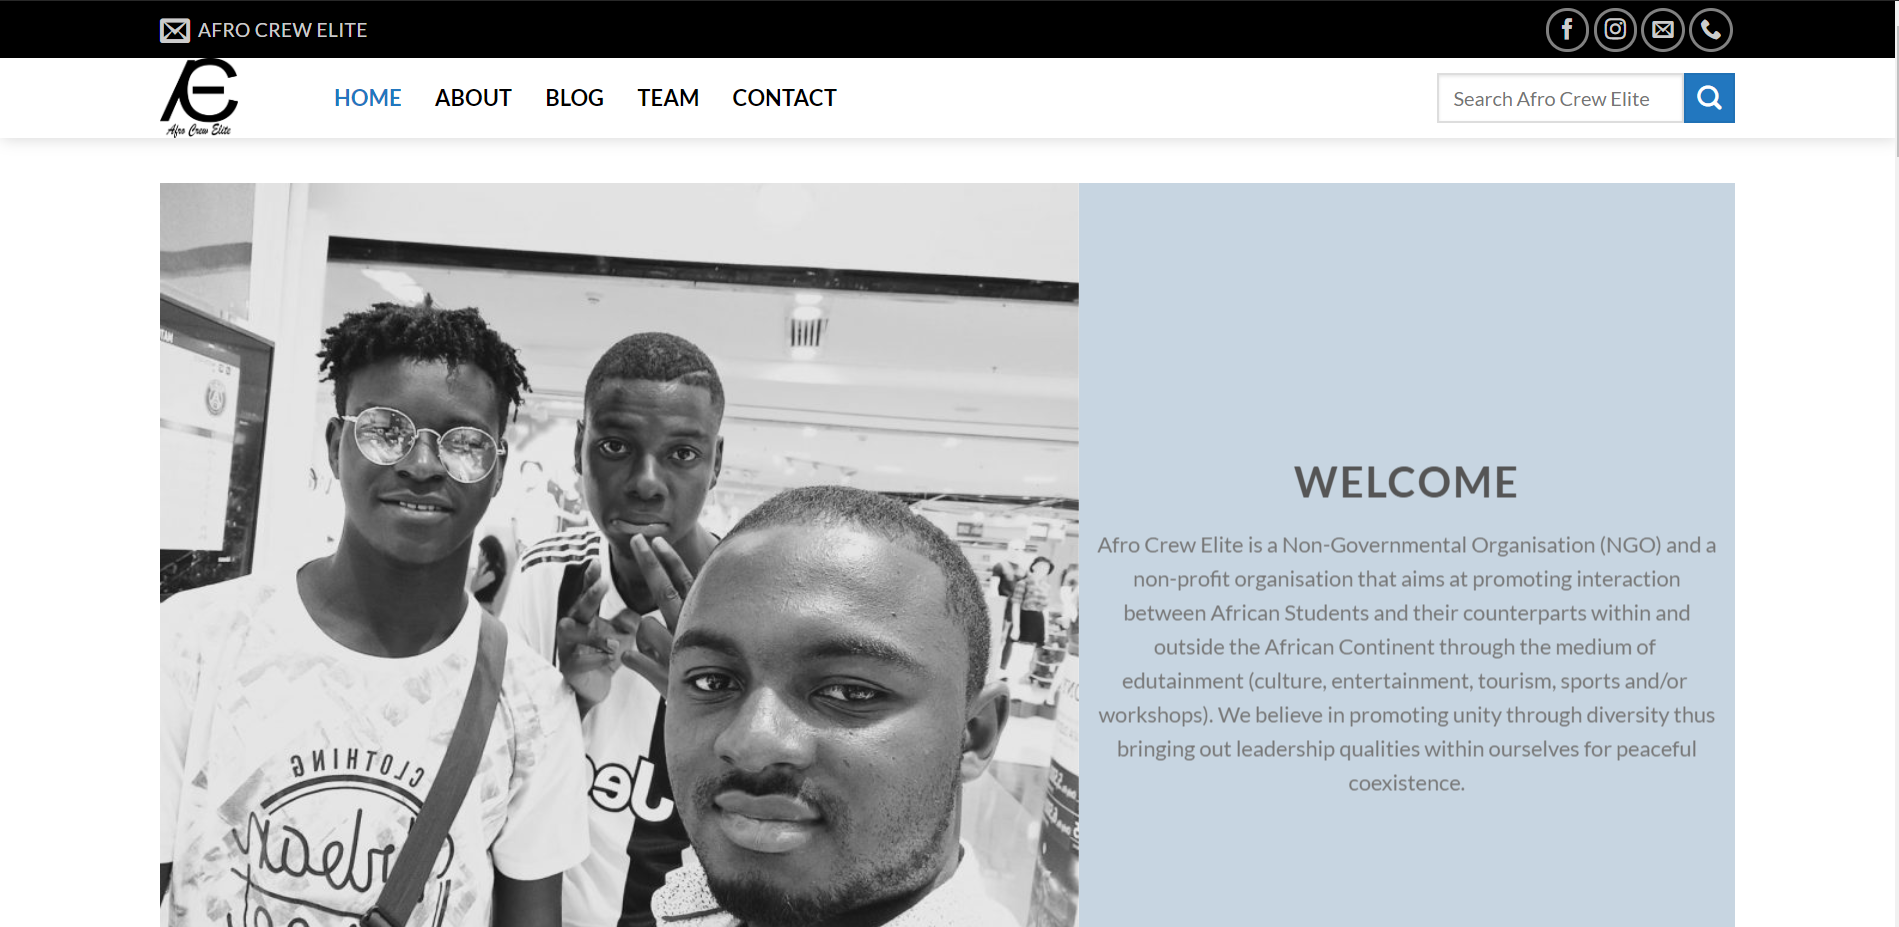 AFRO CREW ELITE
Afro Crew Elite
HOME ABOUT BLOG TEAM CONTACT
Search Afro Crew Elite
WELCOME
Afro Crew Elite is a Non-Governmental Organisation (NGO) and a
non-profit organisation that aims at promoting interaction
between African Students and their counterparts within and
outside the African Continent through the medium of
edutainment (culture, entertainment, tourism, sports and/or
workshops). We believe in promoting unity through diversity thus
bringing out leadership qualities within ourselves for peaceful
coexistence.
CLOTHING
Urban
Jee